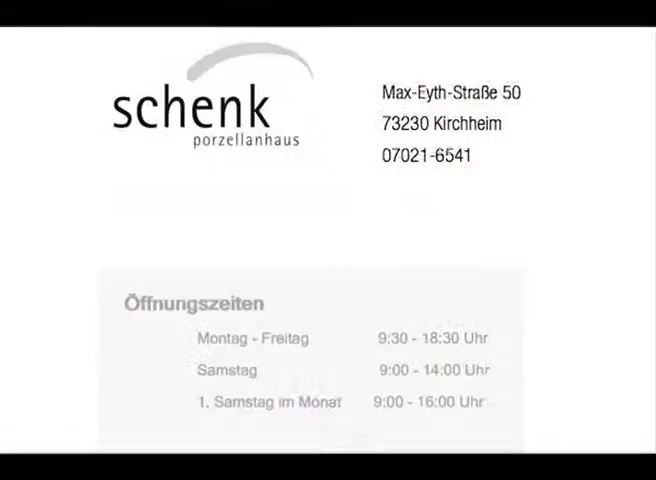 schenk
porzellanhaus
Max-Eyth-Straße 50
73230 Kirchheim
07021-6541
Öffnungszeiten
Montag - Freitag 9:30 - 18:30 Uhr
Samstag 9:00 - 14:00 Uhr
1. Samstag im Monat 9:00 - 16:00 Uhr